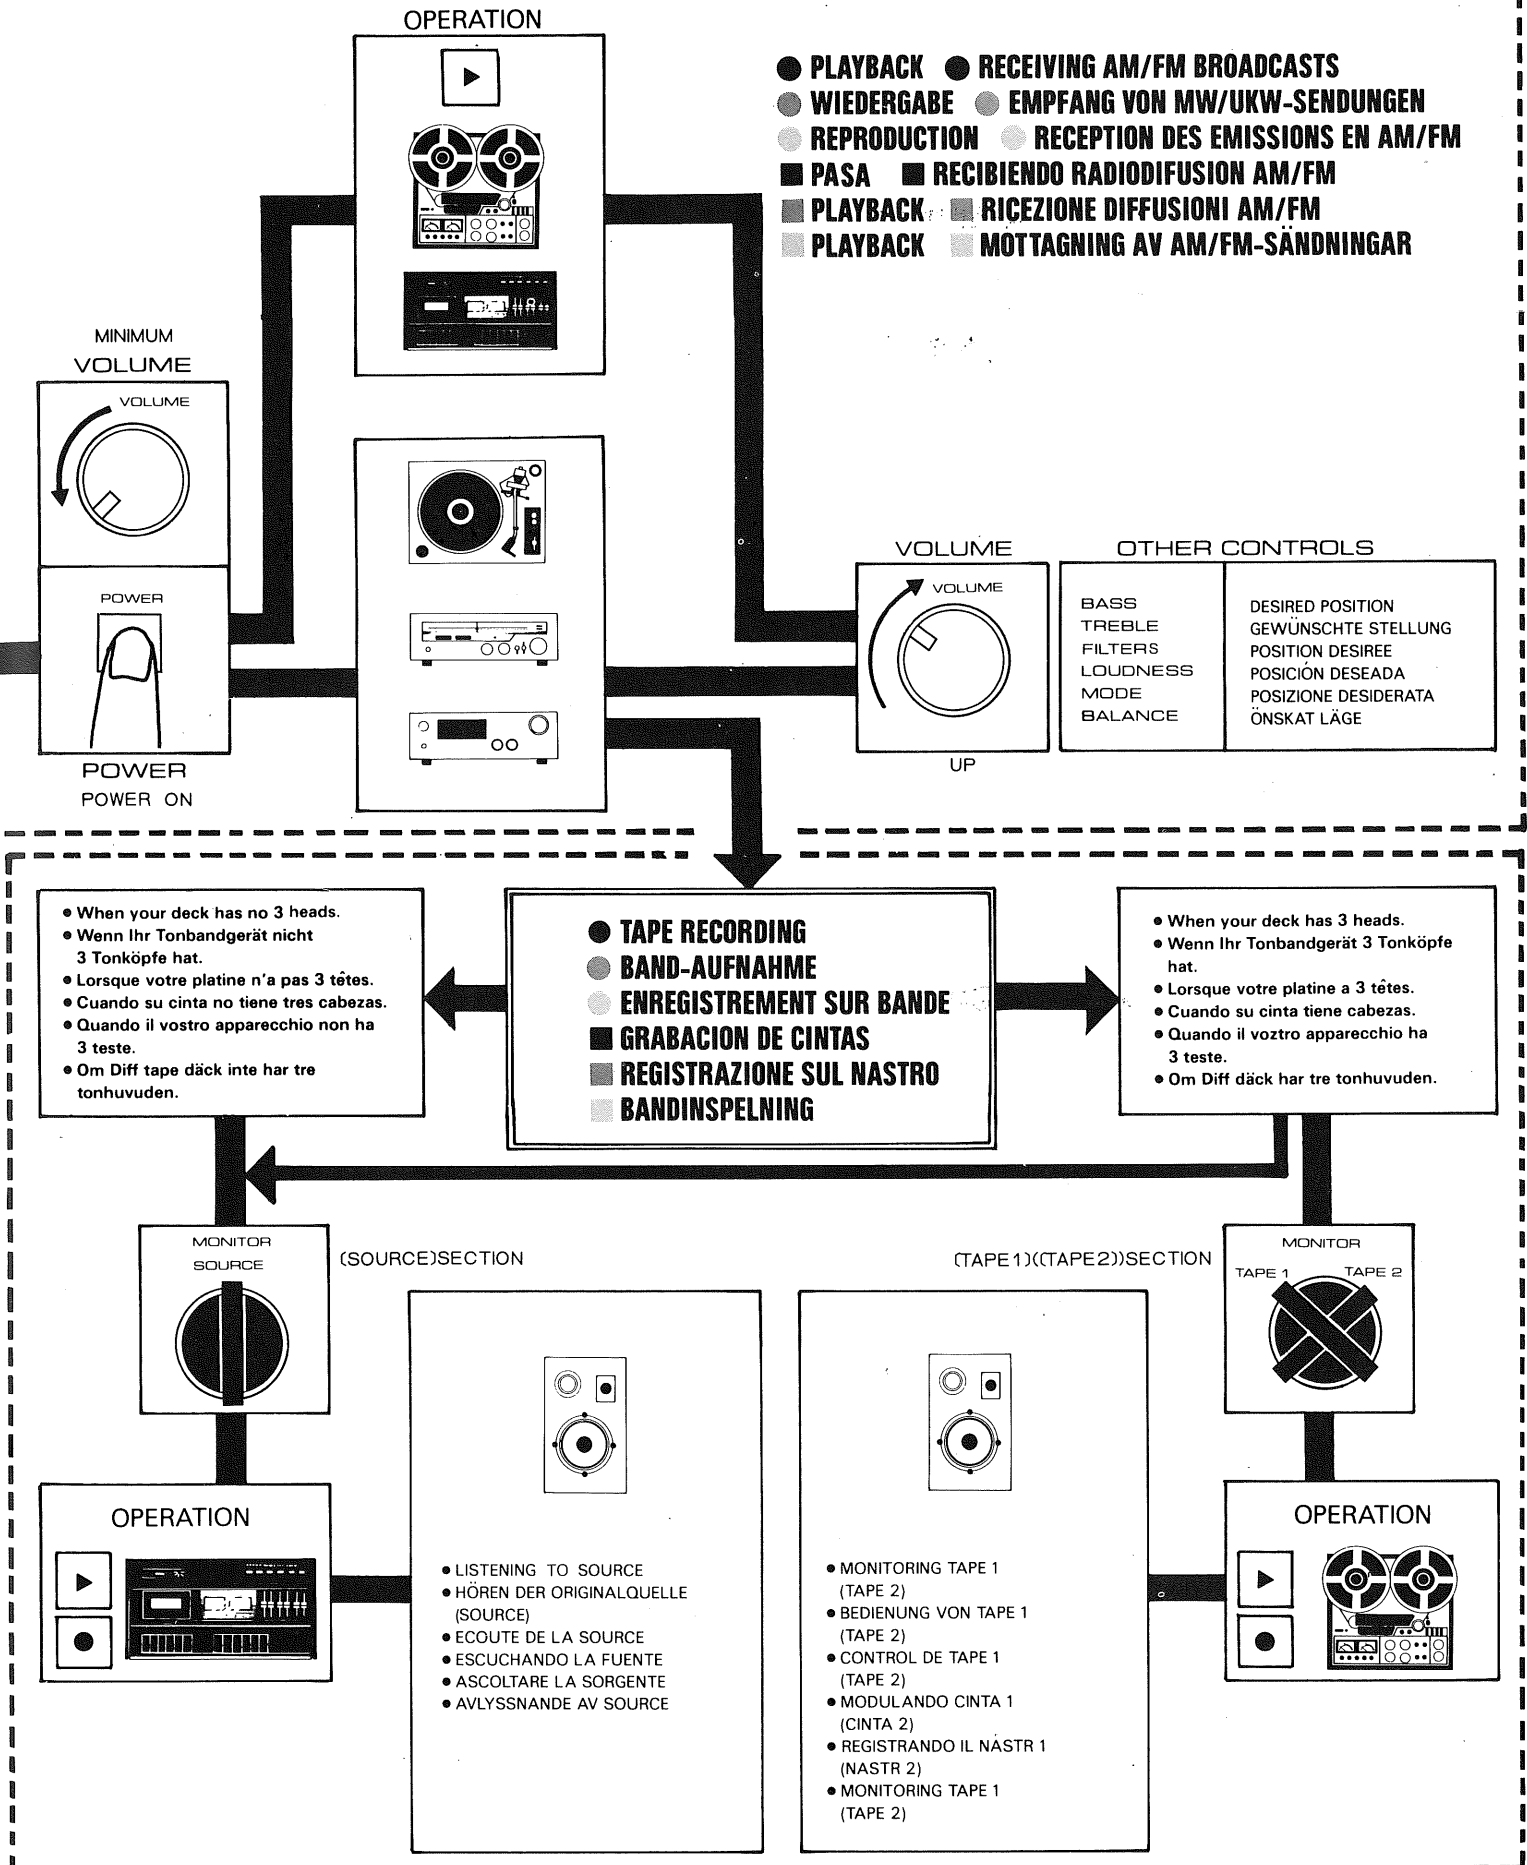 OPERATION
● PLAYBACK ● RECEIVING AM/FM BROADCASTS
● WIEDERGABE ● EMPFANG VON MW/UKW-SENDUNGEN
● REPRODUCTION ● RECEPTION DES EMISSIONS EN AM/FM
■ PASA ■ RECIBIENDO RADIODIFUSION AM/FM
■ PLAYBACK ■ RICEZIONE DIFFUSIONI AM/FM
■ PLAYBACK ■ MOTTAGNING AV AM/FM-SÄNDNINGAR
MINIMUM
VOLUME
VOLUME
POWER
POWER
POWER ON
VOLUME
VOLUME
UP
OTHER CONTROLS
BASS
TREBLE
FILTERS
LOUDNESS
MODE
BALANCE
DESIRED POSITION
GEWÜNSCHTE STELLUNG
POSITION DESIREE
POSICIÓN DESEADA
POSIZIONE DESIDERATA
ÖNSKAT LÄGE
● When your deck has no 3 heads.
● Wenn Ihr Tonbandgerät nicht
3 Tonköpfe hat.
● Lorsque votre platine n'a pas 3 têtes.
● Cuando su cinta no tiene tres cabezas.
● Quando il vostro apparecchio non ha
3 teste.
● Om Diff tape däck inte har tre
tonhuvuden.
● TAPE RECORDING
● BAND-AUFNAHME
● ENREGISTREMENT SUR BANDE
■ GRABACION DE CINTAS
■ REGISTRAZIONE SUL NASTRO
■ BANDINSPELNING
● When your deck has 3 heads.
● Wenn Ihr Tonbandgerät 3 Tonköpfe
hat.
● Lorsque votre platine a 3 têtes.
● Cuando su cinta tiene cabezas.
● Quando il voztro apparecchio ha
3 teste.
● Om Diff däck har tre tonhuvuden.
MONITOR
SOURCE
(SOURCE)SECTION
(TAPE1)((TAPE2))SECTION
MONITOR
TAPE 1 TAPE 2
OPERATION
● LISTENING TO SOURCE
● HÖREN DER ORIGINALQUELLE
(SOURCE)
● ECOUTE DE LA SOURCE
● ESCUCHANDO LA FUENTE
● ASCOLTARE LA SORGENTE
● AVLYSSNANDE AV SOURCE
● MONITORING TAPE 1
(TAPE 2)
● BEDIENUNG VON TAPE 1
(TAPE 2)
● CONTROL DE TAPE 1
(TAPE 2)
● MODULANDO CINTA 1
(CINTA 2)
● REGISTRANDO IL NASTR 1
(NASTR 2)
● MONITORING TAPE 1
(TAPE 2)
OPERATION